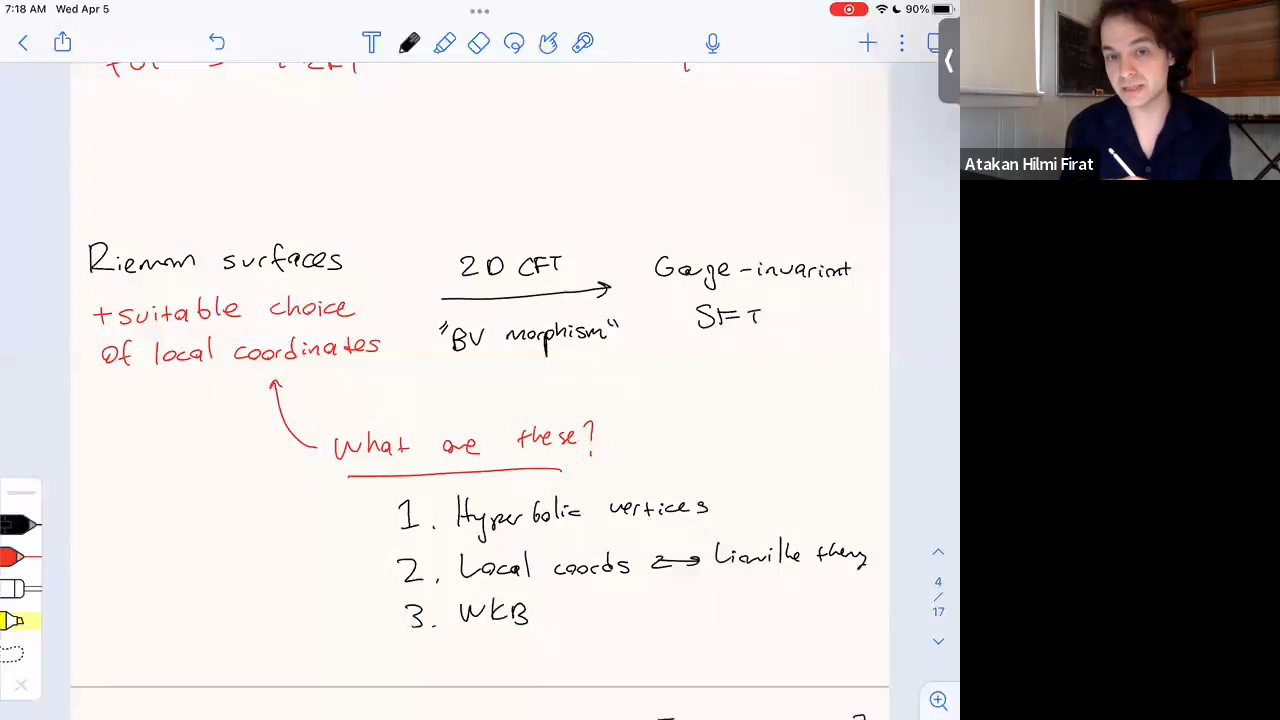 7:18 AM Wed Apr 5
90%
Riemann surfaces
+suitable choice
of local coordinates
2D CFT
"BV morphism"
Gauge-invariant
SFT
What are these?
1. Hyperbolic vertices
2. Local coords ↔ Liouville theory
3. WKB
4
/
17
Atakan Hilmi Firat